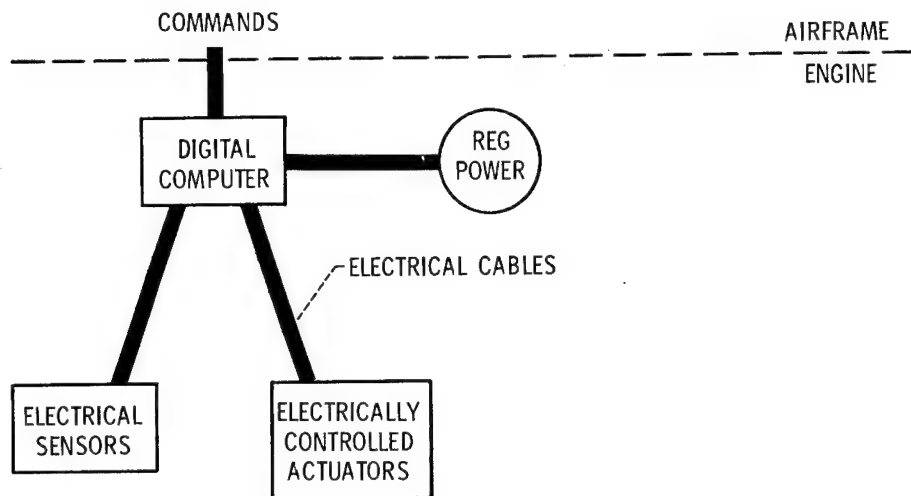 COMMANDS
AIRFRAME
ENGINE
DIGITAL
COMPUTER
REG
POWER
ELECTRICAL CABLES
ELECTRICAL
SENSORS
ELECTRICALLY
CONTROLLED
ACTUATORS